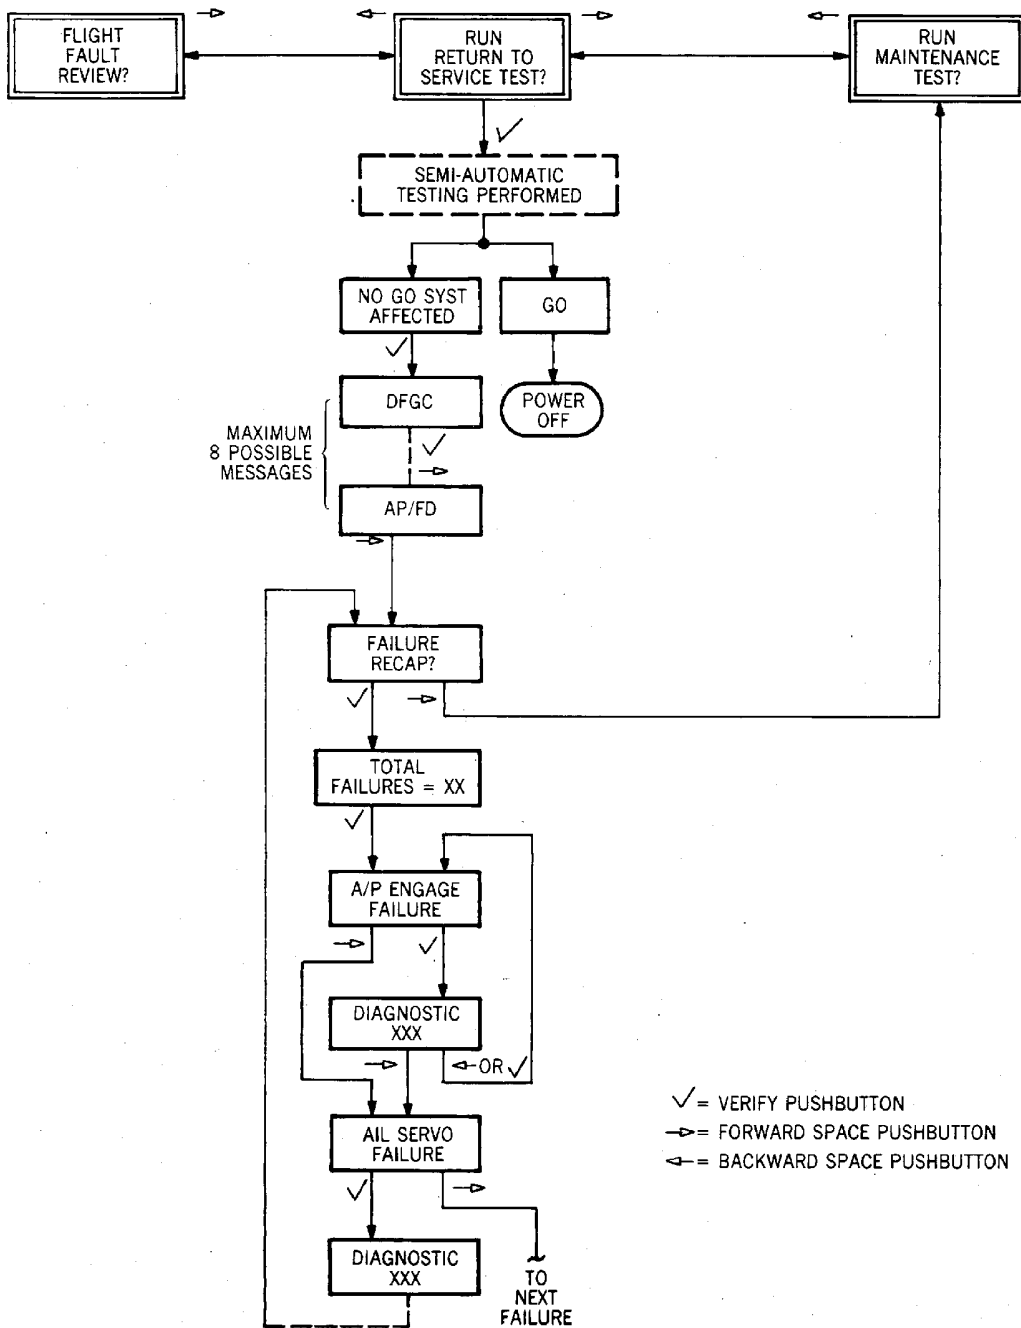 FLIGHT
FAULT
REVIEW?
RUN
RETURN TO
SERVICE TEST?
RUN
MAINTENANCE
TEST?
SEMI-AUTOMATIC
TESTING PERFORMED
NO GO SYST
AFFECTED
GO
DFGC
POWER
OFF
MAXIMUM
8 POSSIBLE
MESSAGES
AP/FD
FAILURE
RECAP?
TOTAL
FAILURES = XX
A/P ENGAGE
FAILURE
DIAGNOSTIC
XXX
OR ✓
AIL SERVO
FAILURE
✓ = VERIFY PUSHBUTTON
→ = FORWARD SPACE PUSHBUTTON
← = BACKWARD SPACE PUSHBUTTON
DIAGNOSTIC
XXX
TO
NEXT
FAILURE